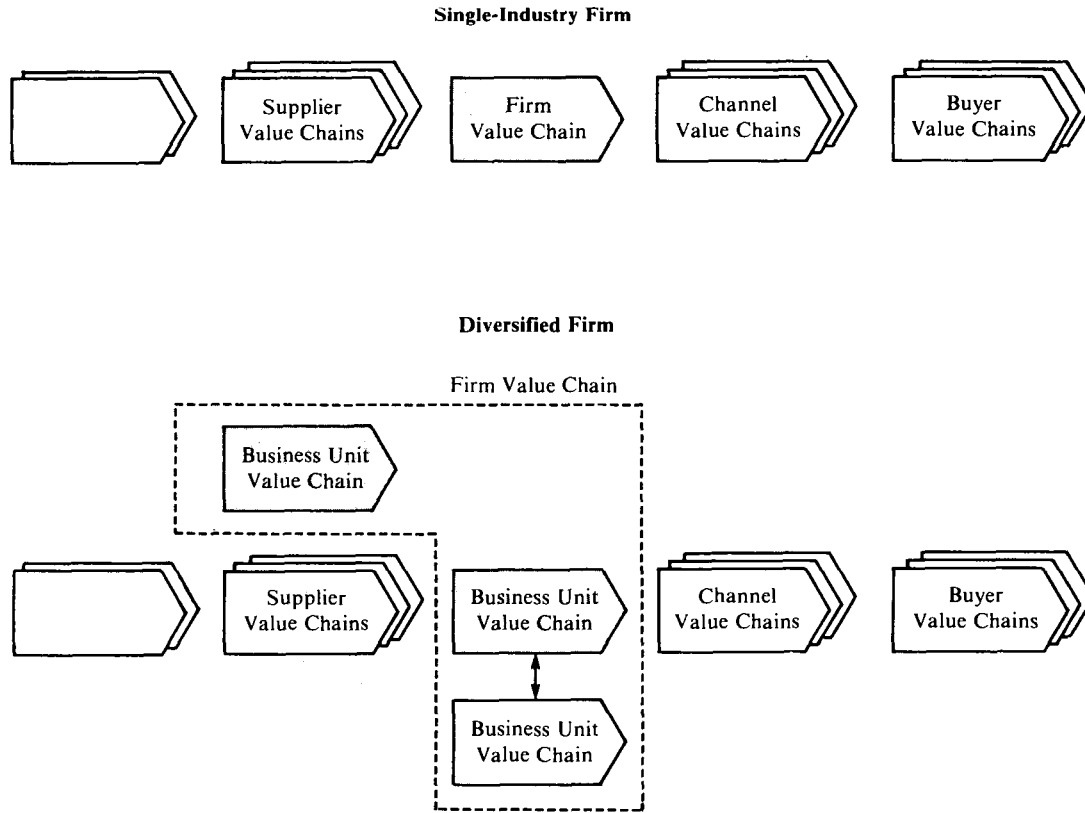 Single-Industry Firm
Supplier
Value Chains
Firm
Value Chain
Channel
Value Chains
Buyer
Value Chains
Diversified Firm
Firm Value Chain
Business Unit
Value Chain
Supplier
Value Chains
Business Unit
Value Chain
Channel
Value Chains
Buyer
Value Chains
Business Unit
Value Chain